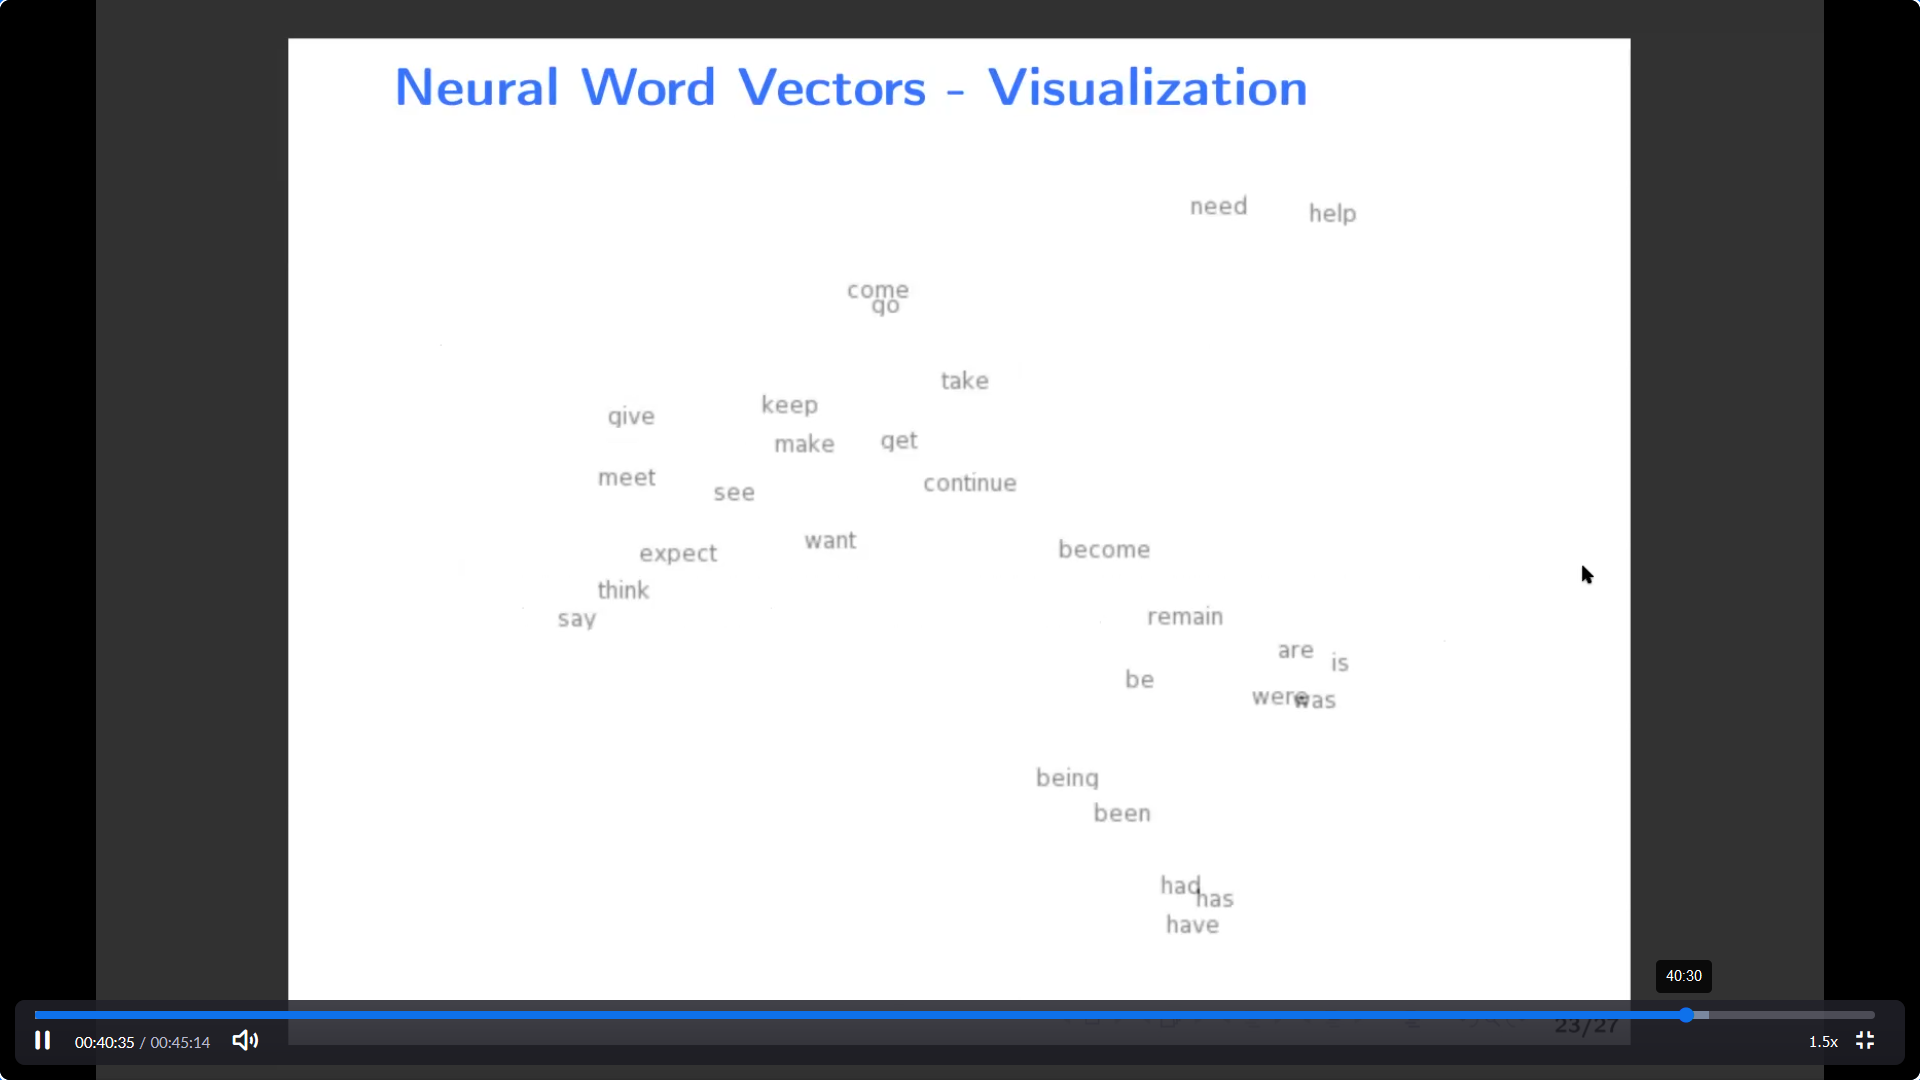 Neural Word Vectors - Visualization
need help
come
go
take
give keep
make get
meet see continue
want
expect become
think
say remain
are is
be
were was
being
been
had
has
have
40:30
23/27
00:40:35 / 00:45:14 1.5x